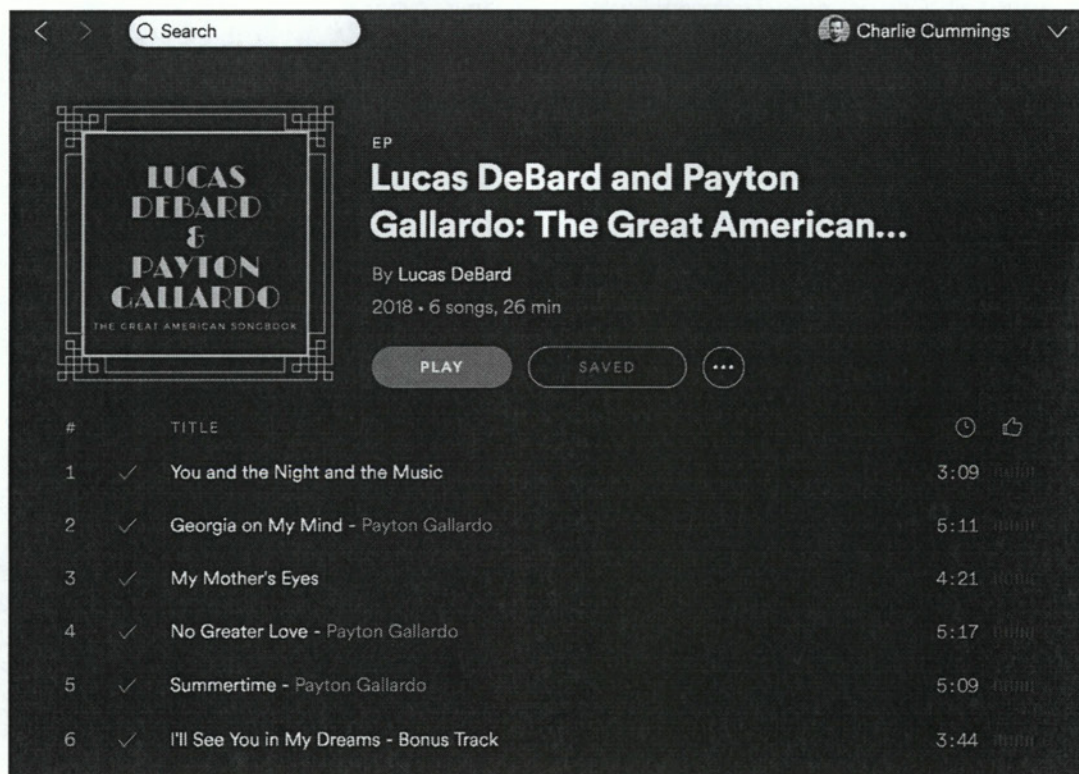 Search
Charlie Cummings
LUCAS
DEBARD
&
PAYTON
GALLARDO
THE GREAT AMERICAN SONGBOOK
EP
Lucas DeBard and Payton
Gallardo: The Great American...
By Lucas DeBard
2018 • 6 songs, 26 min
PLAY SAVED
# TITLE
1 You and the Night and the Music 3:09
2 Georgia on My Mind - Payton Gallardo 5:11
3 My Mother's Eyes 4:21
4 No Greater Love - Payton Gallardo 5:17
5 Summertime - Payton Gallardo 5:09
6 I'll See You in My Dreams - Bonus Track 3:44